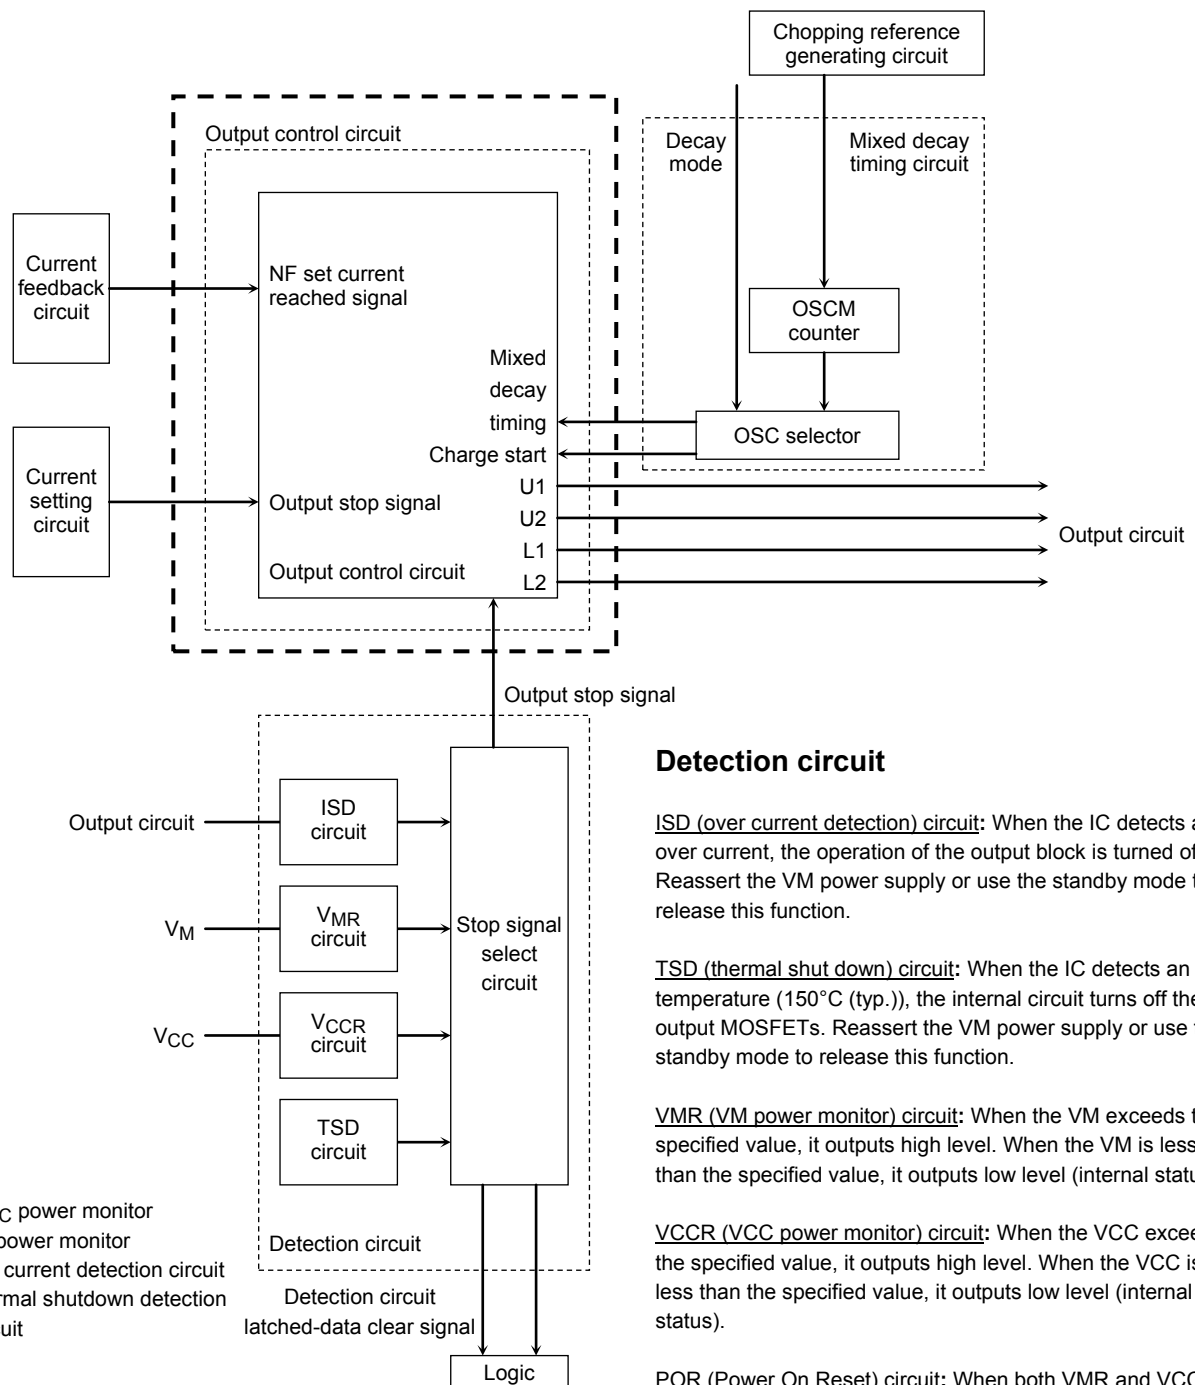 Chopping reference
generating circuit
Output control circuit
Decay
mode
Mixed decay
timing circuit
Current
feedback
circuit
NF set current
reached signal
OSCM
counter
Mixed
decay
timing
Charge start
OSC selector
Current
setting
circuit
Output stop signal
U1
U2
L1
L2
Output circuit
Output control circuit
Output stop signal
Output circuit
ISD
circuit
VM
VMR
circuit
VCC
VCCR
circuit
TSD
circuit
Stop signal
select
circuit
Detection circuit
C power monitor
power monitor
current detection circuit
rmal shutdown detection
cuit
Detection circuit
latched-data clear signal
Logic
Detection circuit
ISD (over current detection) circuit: When the IC detects a
over current, the operation of the output block is turned of
Reassert the VM power supply or use the standby mode t
release this function.
TSD (thermal shut down) circuit: When the IC detects an
temperature (150°C (typ.)), the internal circuit turns off the
output MOSFETs. Reassert the VM power supply or use t
standby mode to release this function.
VMR (VM power monitor) circuit: When the VM exceeds t
specified value, it outputs high level. When the VM is less
than the specified value, it outputs low level (internal statu
VCCR (VCC power monitor) circuit: When the VCC excee
the specified value, it outputs high level. When the VCC is
less than the specified value, it outputs low level (internal
status).
POR (Power On Reset) circuit: When both VMR and VCC